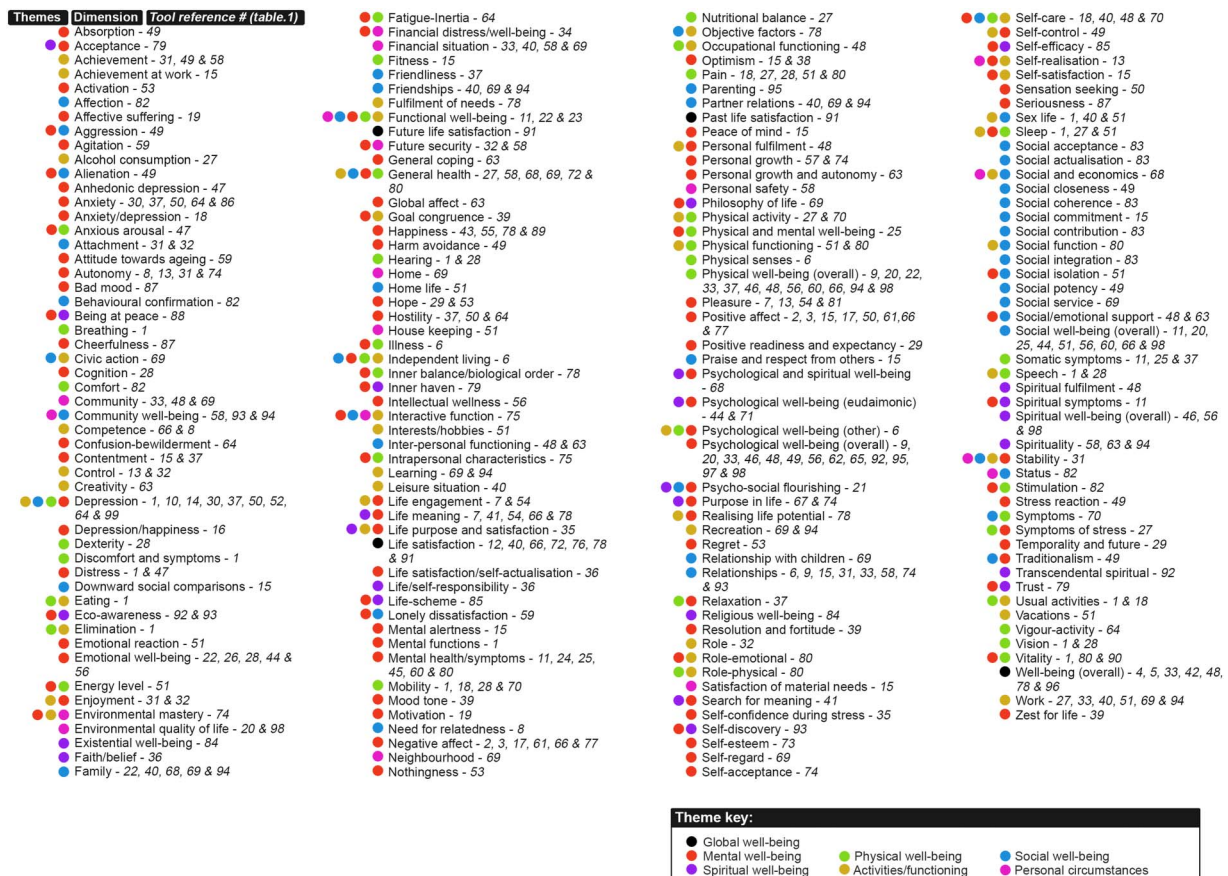 Themes Dimension Tool reference # (table.1)
Absorption - 49
Acceptance - 79
Achievement - 31, 49 & 58
Achievement at work - 15
Activation - 53
Affection - 82
Affective suffering - 19
Aggression - 49
Agitation - 59
Alcohol consumption - 27
Alienation - 49
Anhedonic depression - 47
Anxiety - 30, 37, 50, 64 & 86
Anxiety/depression - 18
Anxious arousal - 47
Attachment - 31 & 32
Attitude towards ageing - 59
Autonomy - 8, 13, 31 & 74
Bad mood - 87
Behavioural confirmation - 82
Being at peace - 88
Breathing - 1
Cheerfulness - 87
Civic action - 69
Cognition - 28
Comfort - 82
Community - 33, 48 & 69
Community well-being - 58, 93 & 94
Competence - 66 & 8
Confusion-bewilderment - 64
Contentment - 15 & 37
Control - 13 & 32
Creativity - 63
Depression - 1, 10, 14, 30, 37, 50, 52,
64 & 99
Depression/happiness - 16
Dexterity - 28
Discomfort and symptoms - 1
Distress - 1 & 47
Downward social comparisons - 15
Eating - 1
Eco-awareness - 92 & 93
Elimination - 1
Emotional reaction - 51
Emotional well-being - 22, 26, 28, 44 &
56
Energy level - 51
Enjoyment - 31 & 32
Environmental mastery - 74
Environmental quality of life - 20 & 98
Existential well-being - 84
Faith/belief - 36
Family - 22, 40, 68, 69 & 94
Fatigue-Inertia - 64
Financial distress/well-being - 34
Financial situation - 33, 40, 58 & 69
Fitness - 15
Friendliness - 37
Friendships - 40, 69 & 94
Fulfilment of needs - 78
Functional well-being - 11, 22 & 23
Future life satisfaction - 91
Future security - 32 & 58
General coping - 63
General health - 27, 58, 68, 69, 72 &
80
Global affect - 63
Goal congruence - 39
Happiness - 43, 55, 78 & 89
Harm avoidance - 49
Hearing - 1 & 28
Home - 69
Home life - 51
Hope - 29 & 53
Hostility - 37, 50 & 64
House keeping - 51
Illness - 6
Independent living - 6
Inner balance/biological order - 78
Inner haven - 79
Intellectual wellness - 56
Interactive function - 75
Interests/hobbies - 51
Inter-personal functioning - 48 & 63
Intrapersonal characteristics - 75
Learning - 69 & 94
Leisure situation - 40
Life engagement - 7 & 54
Life meaning - 7, 41, 54, 66 & 78
Life purpose and satisfaction - 35
Life satisfaction - 12, 40, 66, 72, 76, 78
& 91
Life satisfaction/self-actualisation - 36
Life/self-responsibility - 36
Life-scheme - 85
Lonely dissatisfaction - 59
Mental alertness - 15
Mental functions - 1
Mental health/symptoms - 11, 24, 25,
45, 60 & 80
Mobility - 1, 18, 28 & 70
Mood tone - 39
Motivation - 19
Need for relatedness - 8
Negative affect - 2, 3, 17, 61, 66 & 77
Neighbourhood - 69
Nothingness - 53
Nutritional balance - 27
Objective factors - 78
Occupational functioning - 48
Optimism - 15 & 38
Pain - 18, 27, 28, 51 & 80
Parenting - 95
Partner relations - 40, 69 & 94
Past life satisfaction - 91
Peace of mind - 15
Personal fulfilment - 48
Personal growth - 57 & 74
Personal growth and autonomy - 63
Personal safety - 58
Philosophy of life - 69
Physical activity - 27 & 70
Physical and mental well-being - 25
Physical functioning - 51 & 80
Physical senses - 6
Physical well-being (overall) - 9, 20, 22,
33, 37, 46, 48, 56, 60, 66, 94 & 98
Pleasure - 7, 13, 54 & 81
Positive affect - 2, 3, 15, 17, 50, 61,66
& 77
Positive readiness and expectancy - 29
Praise and respect from others - 15
Psychological and spiritual well-being
- 68
Psychological well-being (eudaimonic)
- 44 & 71
Psychological well-being (other) - 6
Psychological well-being (overall) - 9,
20, 33, 46, 48, 49, 56, 62, 65, 92, 95,
97 & 98
Psycho-social flourishing - 21
Purpose in life - 67 & 74
Realising life potential - 78
Recreation - 69 & 94
Regret - 53
Relationship with children - 69
Relationships - 6, 9, 15, 31, 33, 58, 74
& 93
Relaxation - 37
Religious well-being - 84
Resolution and fortitude - 39
Role - 32
Role-emotional - 80
Role-physical - 80
Satisfaction of material needs - 15
Search for meaning - 41
Self-confidence during stress - 35
Self-discovery - 93
Self-esteem - 73
Self-regard - 69
Self-acceptance - 74
Self-care - 18, 40, 48 & 70
Self-control - 49
Self-efficacy - 85
Self-realisation - 13
Self-satisfaction - 15
Sensation seeking - 50
Seriousness - 87
Sex life - 1, 40 & 51
Sleep - 1, 27 & 51
Social acceptance - 83
Social actualisation - 83
Social and economics - 68
Social closeness - 49
Social coherence - 83
Social commitment - 15
Social contribution - 83
Social function - 80
Social integration - 83
Social isolation - 51
Social potency - 49
Social service - 69
Social/emotional support - 48 & 63
Social well-being (overall) - 11, 20,
25, 44, 51, 56, 60, 66 & 98
Somatic symptoms - 11, 25 & 37
Speech - 1 & 28
Spiritual fulfilment - 48
Spiritual symptoms - 11
Spiritual well-being (overall) - 46, 56
& 98
Spirituality - 58, 63 & 94
Stability - 31
Status - 82
Stimulation - 82
Stress reaction - 49
Symptoms - 70
Symptoms of stress - 27
Temporality and future - 29
Traditionalism - 49
Transcendental spiritual - 92
Trust - 79
Usual activities - 1 & 18
Vacations - 51
Vigour-activity - 64
Vision - 1 & 28
Vitality - 1, 80 & 90
Well-being (overall) - 4, 5, 33, 42, 48,
78 & 96
Work - 27, 33, 40, 51, 69 & 94
Zest for life - 39
Theme key:
Global well-being
Mental well-being Physical well-being Social well-being
Spiritual well-being Activities/functioning Personal circumstances